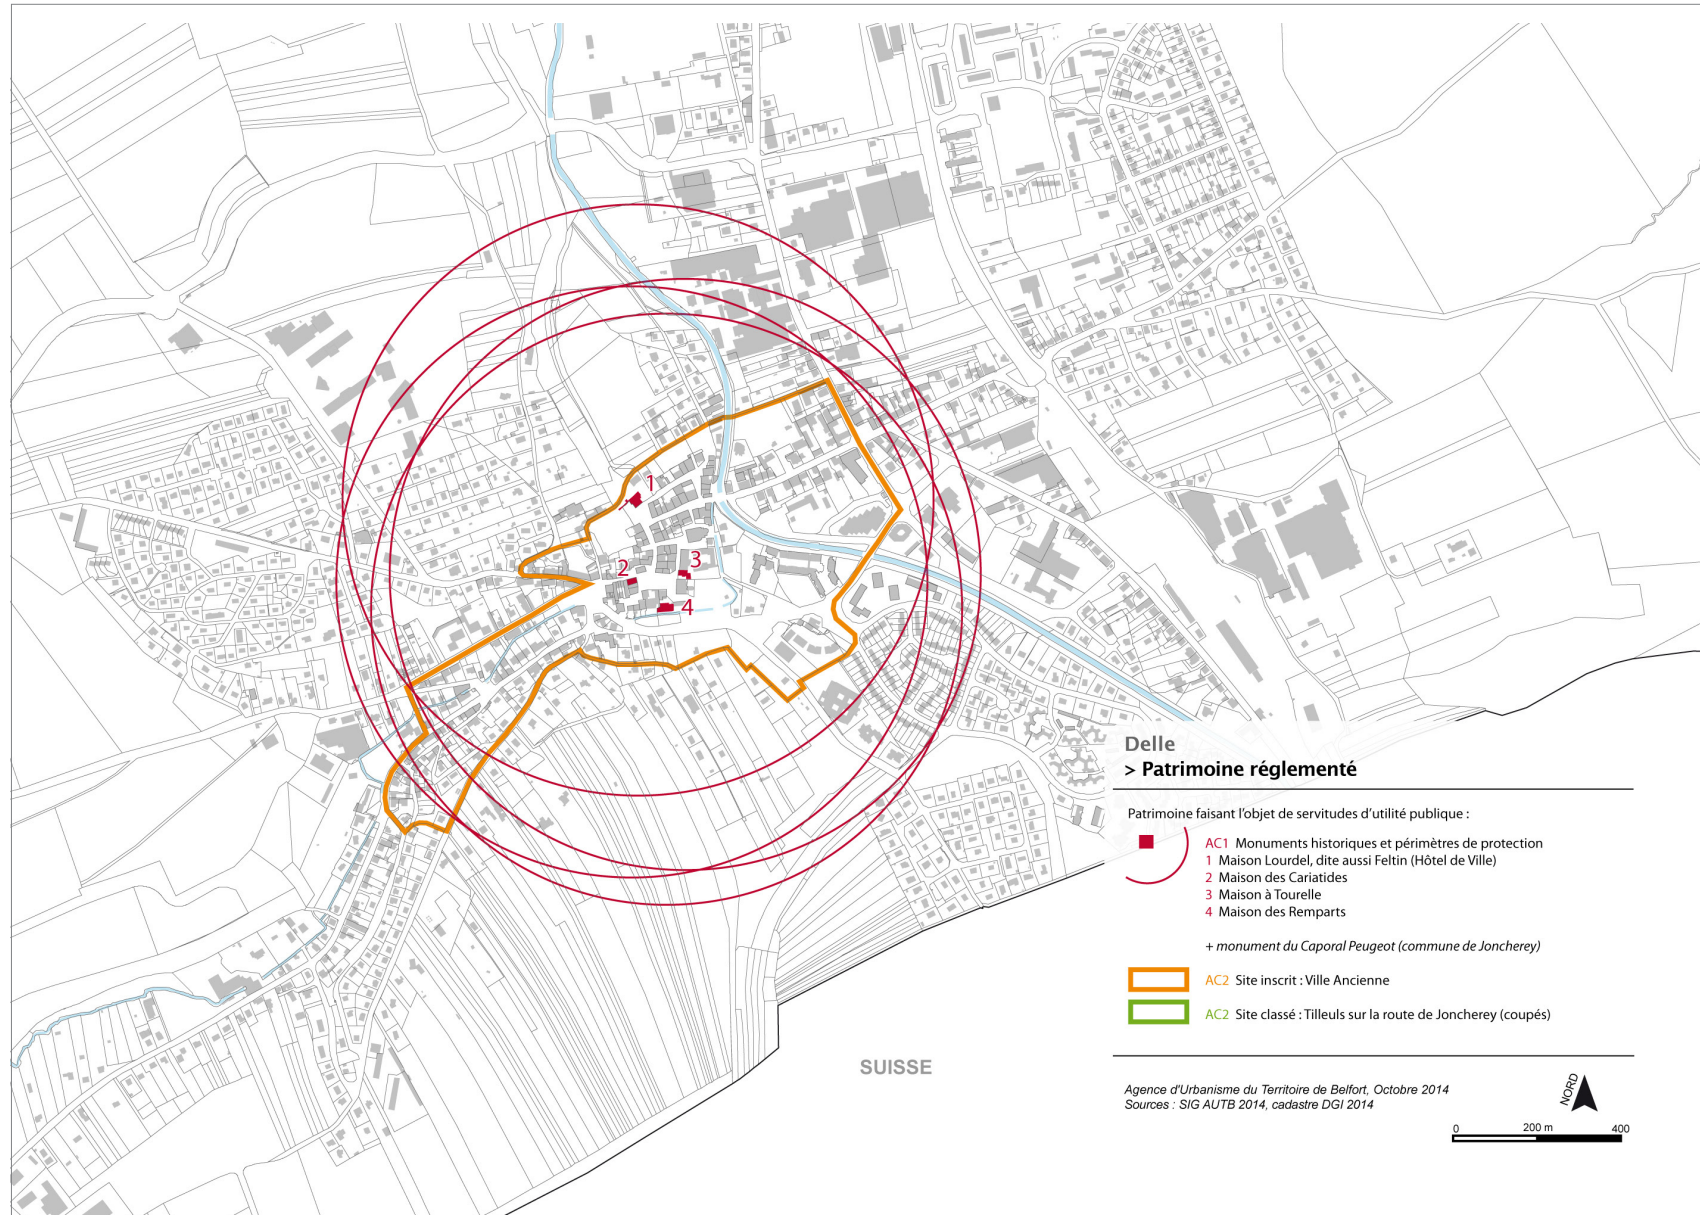 1
3
2
4
Delle
> Patrimoine réglementé
Patrimoine faisant l'objet de servitudes d'utilité publique :
AC1 Monuments historiques et périmètres de protection
1 Maison Lourdel, dite aussi Feltin (Hôtel de Ville)
2 Maison des Cariatides
3 Maison à Tourelle
4 Maison des Remparts
+ monument du Caporal Peugeot (commune de Joncherey)
AC2 Site inscrit : Ville Ancienne
AC2 Site classé : Tilleuls sur la route de Joncherey (coupés)
SUISSE
Agence d'Urbanisme du Territoire de Belfort, Octobre 2014
Sources : SIG AUTB 2014, cadastre DGI 2014
NORD
0 200 m 400